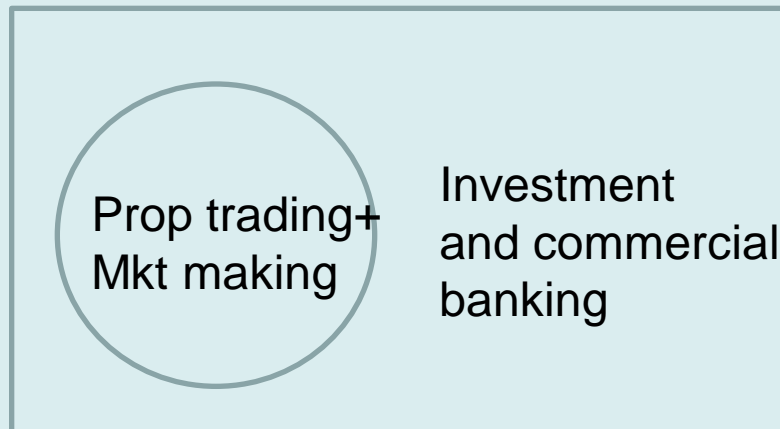 Prop trading+
Mkt making
Investment
and commercial
banking